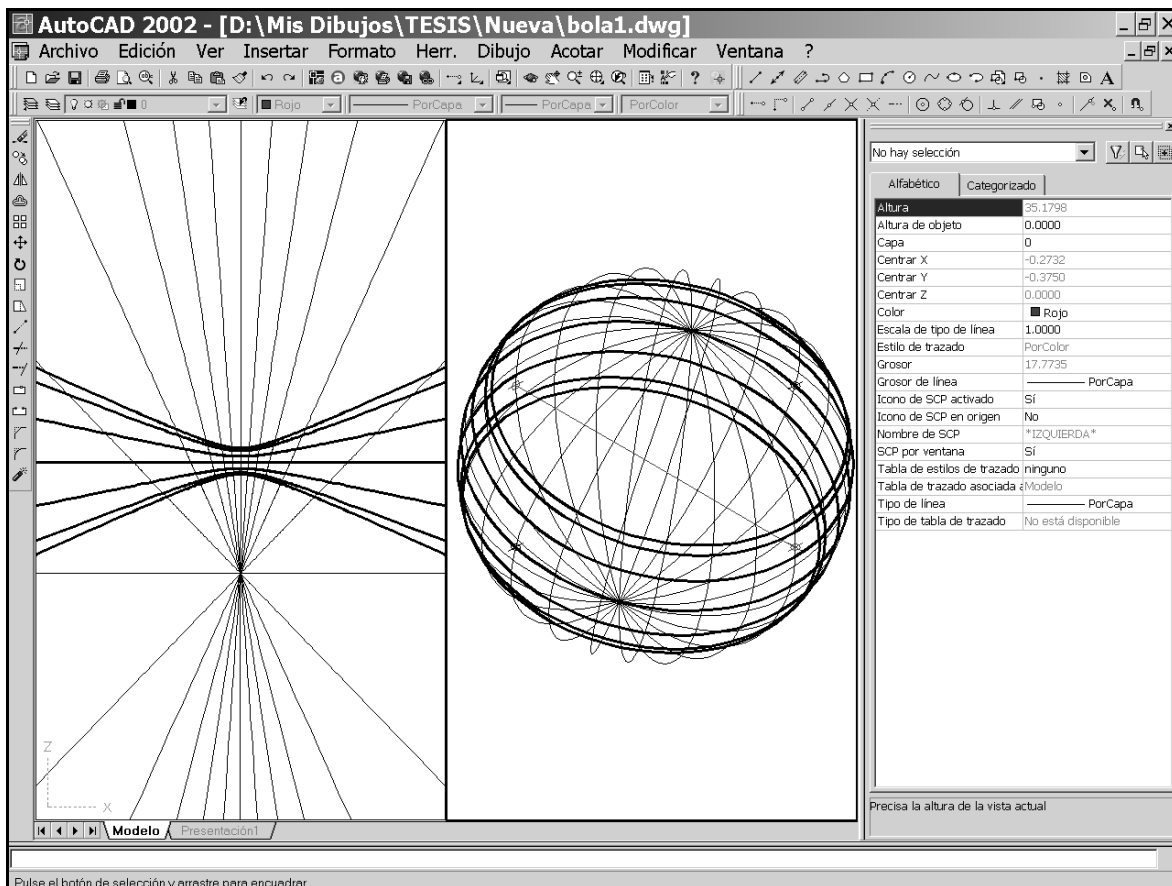 AutoCAD 2002 - [D:\Mis Dibujos\TESIS\Nueva\bola1.dwg]
Archivo Edición Ver Insertar Formato Herr. Dibujo Acotar Modificar Ventana ?
0 Rojo PorCapa PorCapa PorColor
No hay selección
Alfabético Categorizado
Altura 35.1798
Altura de objeto 0.0000
Capa 0
Centrar X -0.2732
Centrar Y -0.3750
Centrar Z 0.0000
Color Rojo
Escala de tipo de línea 1.0000
Estilo de trazado PorColor
Grosor 17.7735
Grosor de línea PorCapa
Icono de SCP activado Sí
Icono de SCP en origen No
Nombre de SCP *IZQUIERDA*
SCP por ventana Sí
Tabla de estilos de trazado ninguno
Tabla de trazado asociada a Modelo
Tipo de línea PorCapa
Tipo de tabla de trazado No está disponible
Z
X
Precisa la altura de la vista actual
Modelo Presentación1
Pulse el botón de selección y arrastre para encuadrar